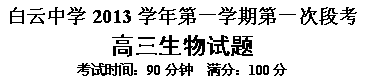 白云中学 2013 学年第一学期第一次段考
高三生物试题
考试时间：90 分钟　满分：100 分